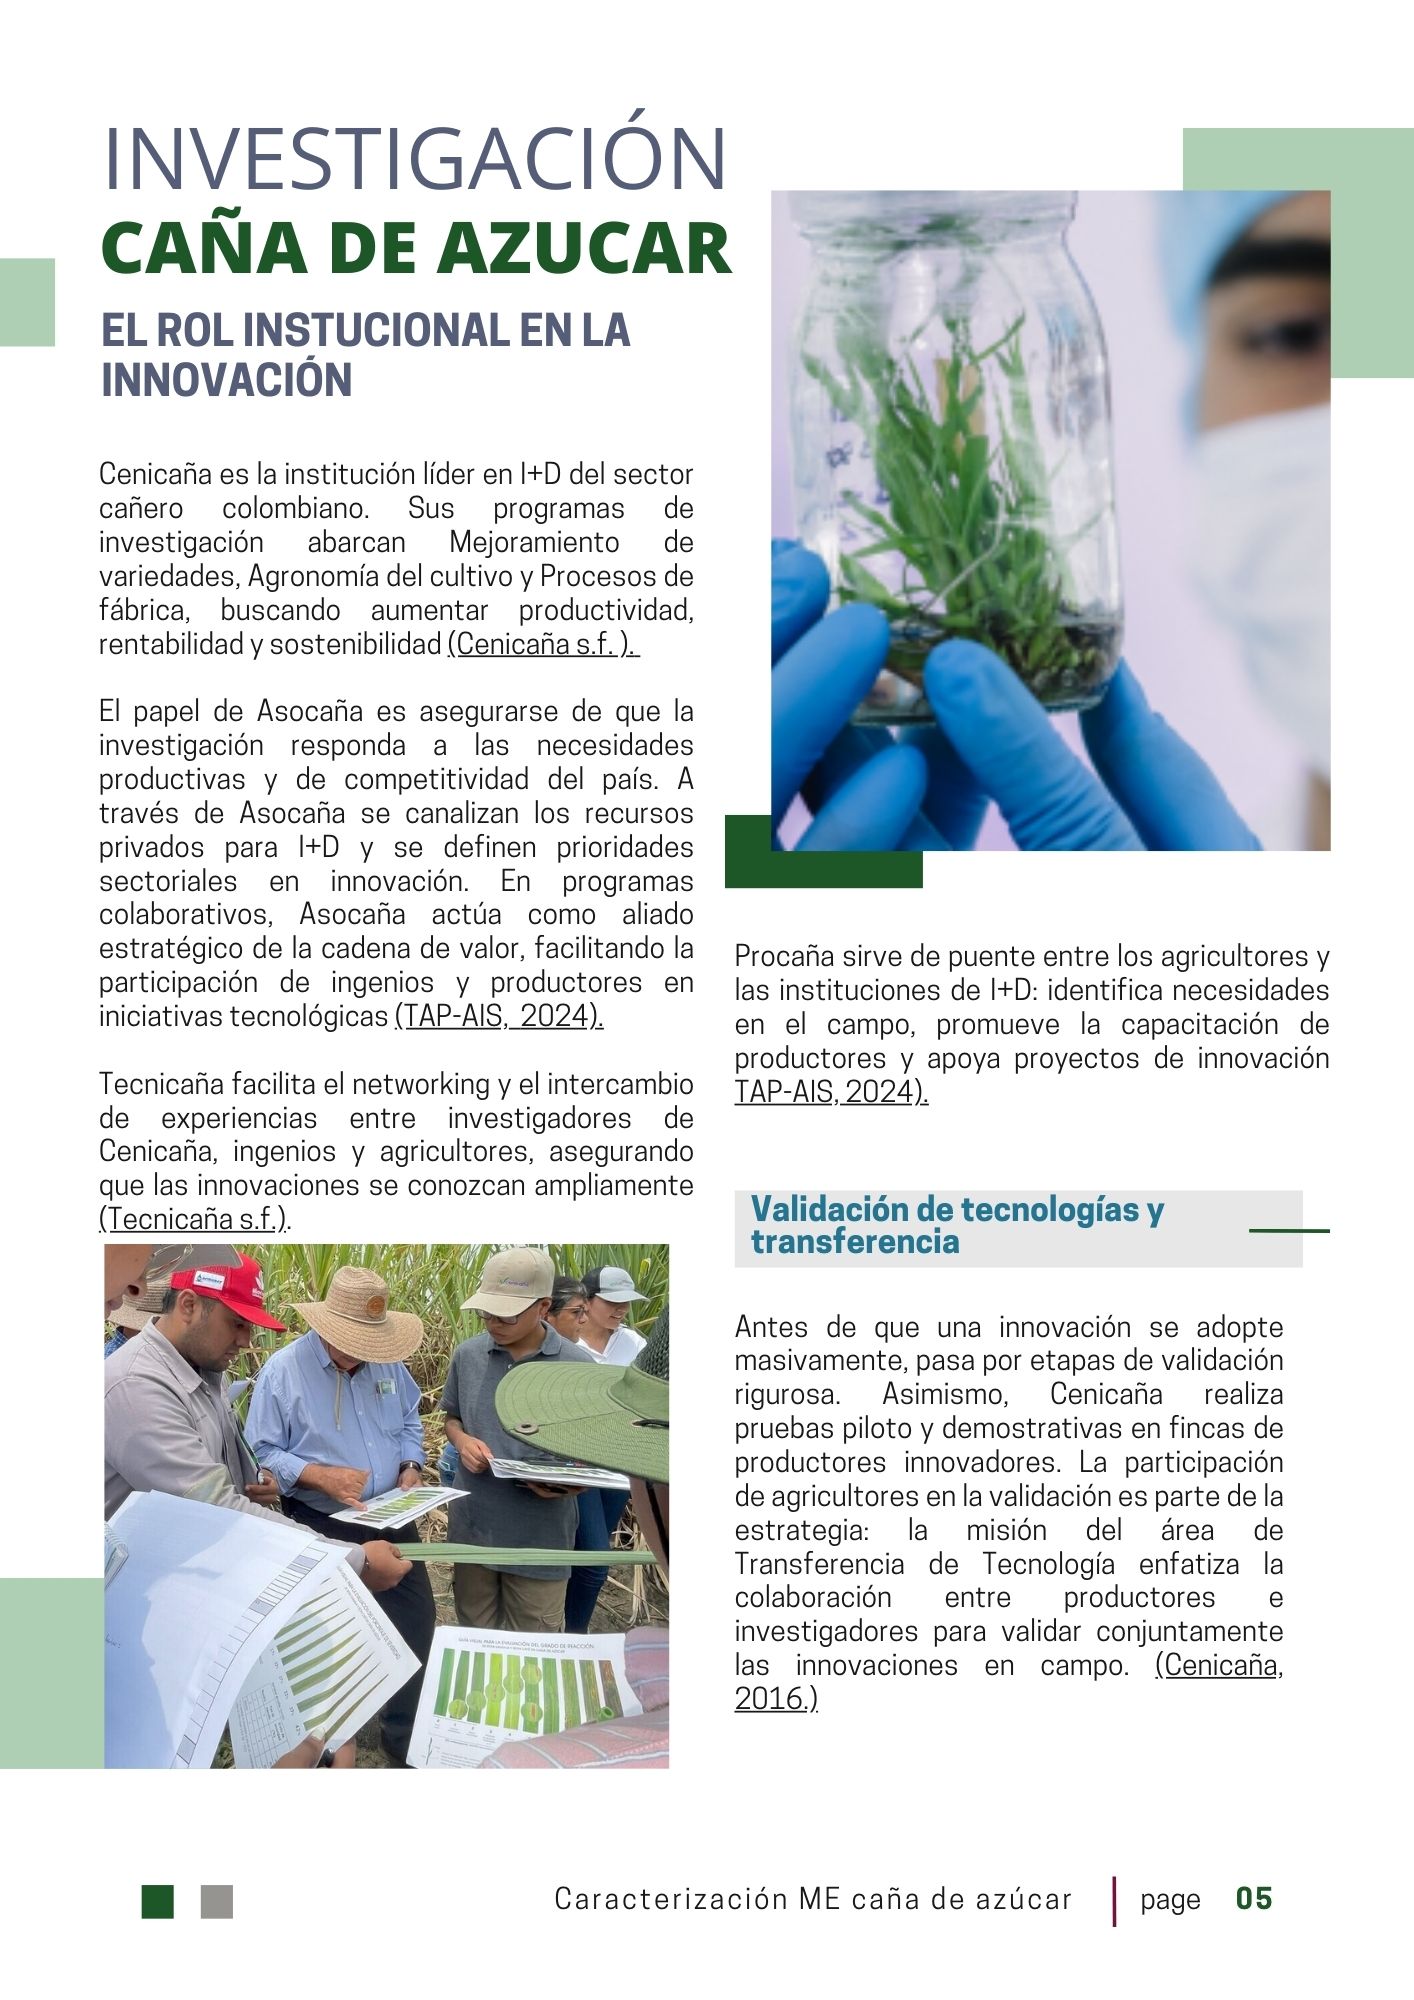 INVESTIGACIÓN
CAÑA DE AZUCAR
EL ROL INSTUCIONAL EN LA
INNOVACIÓN
Cenicaña es la institución líder en I+D del sector
cañero colombiano. Sus programas de
investigación abarcan Mejoramiento de
variedades, Agronomía del cultivo y Procesos de
fábrica, buscando aumentar productividad,
rentabilidad y sostenibilidad (Cenicaña s.f. ).
El papel de Asocaña es asegurarse de que la
investigación responda a las necesidades
productivas y de competitividad del país. A
través de Asocaña se canalizan los recursos
privados para I+D y se definen prioridades
sectoriales en innovación. En programas
colaborativos, Asocaña actúa como aliado
estratégico de la cadena de valor, facilitando la
participación de ingenios y productores en
iniciativas tecnológicas (TAP-AIS, 2024).
Tecnicaña facilita el networking y el intercambio
de experiencias entre investigadores de
Cenicaña, ingenios y agricultores, asegurando
que las innovaciones se conozcan ampliamente
(Tecnicaña s.f.).
GUÍA VISUAL PARA LA EVALUACIÓN DEL GRADO DE REACCIÓN
Procaña sirve de puente entre los agricultores y
las instituciones de I+D: identifica necesidades
en el campo, promueve la capacitación de
productores y apoya proyectos de innovación
TAP-AIS, 2024).
Validación de tecnologías y
transferencia
Antes de que una innovación se adopte
masivamente, pasa por etapas de validación
rigurosa. Asimismo, Cenicaña realiza
pruebas piloto y demostrativas en fincas de
productores innovadores. La participación
de agricultores en la validación es parte de la
estrategia: la misión del área de
Transferencia de Tecnología enfatiza la
colaboración entre productores e
investigadores para validar conjuntamente
las innovaciones en campo. (Cenicaña,
2016.)
Caracterización ME caña de azúcar page 05